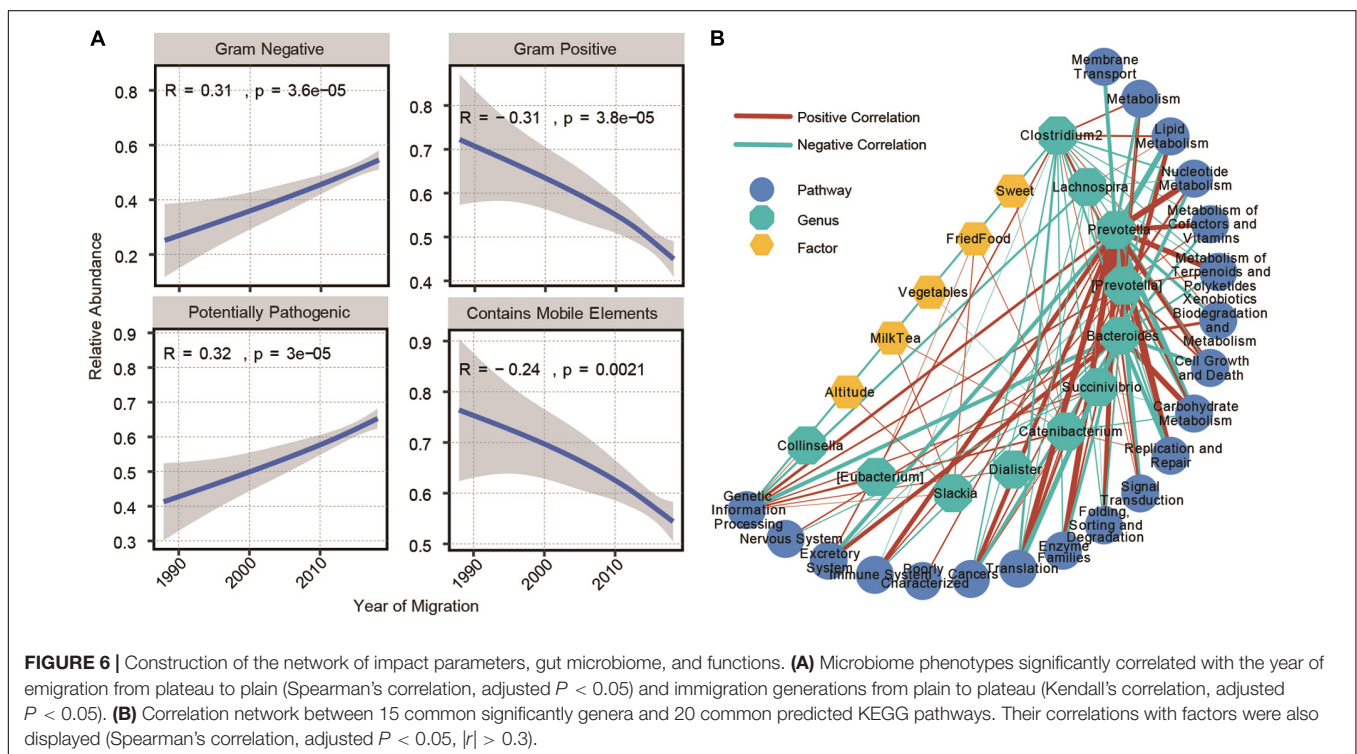 A
Gram Negative
R = 0.31 , p = 3.6e−05
0.8
0.6
0.4
0.2
Gram Positive
R = −0.31 , p = 3.8e−05
0.8
0.7
0.6
0.5
0.4
Relative Abundance
Potentially Pathogenic
R = 0.32 , p = 3e−05
0.9
0.8
0.7
0.6
0.5
0.4
0.3
1990
2000
2010
Contains Mobile Elements
R = −0.24 , p = 0.0021
0.9
0.8
0.7
0.6
0.5
1990
2000
2010
Year of Migration
B
Positive Correlation
Negative Correlation
Pathway
Genus
Factor
Membrane
Transport
Metabolism
Lipid
Metabolism
Nucleotide
Metabolism
Metabolism of
Cofactors and
Vitamins
Metabolism of
Terpenoids and
Polyketides
Xenobiotics
Biodegradation and
Metabolism
Cell Growth
and Death
Carbohydrate
Metabolism
Replication and
Repair
Signal
Transduction
Folding,
Sorting and
Degradation
Enzyme
Families
Translation
Cancers
Poorly
Characterized
Immune System
Excretory
System
Nervous System
Genetic
Information
Processing
Clostridium2
Lachnospira
Prevotella
[Prevotella]
Bacteroides
Succinivibrio
Catenibacterium
Dialister
Slackia
[Eubacterium]
Collinsella
Sweet
FriedFood
Vegetables
MilkTea
Altitude
FIGURE 6 | Construction of the network of impact parameters, gut microbiome, and functions. (A) Microbiome phenotypes significantly correlated with the year of
emigration from plateau to plain (Spearman's correlation, adjusted P < 0.05) and immigration generations from plain to plateau (Kendall's correlation, adjusted
P < 0.05). (B) Correlation network between 15 common significantly genera and 20 common predicted KEGG pathways. Their correlations with factors were also
displayed (Spearman's correlation, adjusted P < 0.05, |r| > 0.3).